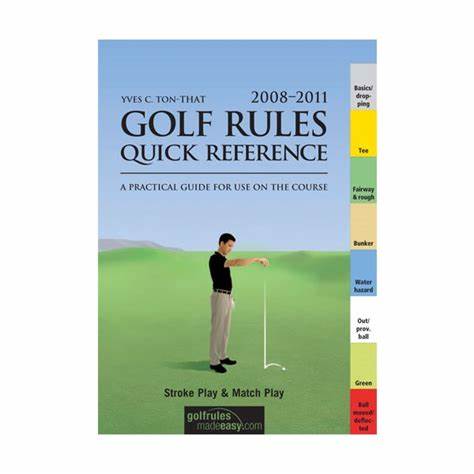 YVES C. TON-THAT 2008–2011
GOLF RULES
QUICK REFERENCE
A PRACTICAL GUIDE FOR USE ON THE COURSE
Stroke Play & Match Play
golfrules
madeeasy.com
Basics/
drop-
ping
Tee
Fairway
& rough
Bunker
Water
hazard
Out/
prov.
ball
Green
Ball
moved/
deflec-
ted